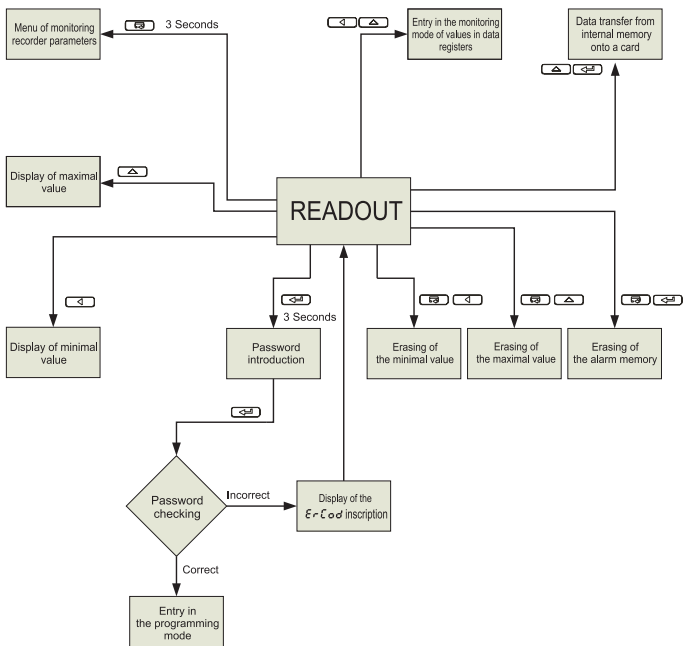 Menu of monitoring
recorder parameters
3 Seconds
Entry in the monitoring
mode of values in data
registers
Data transfer from
internal memory
onto a card
Display of maximal
value
READOUT
Display of minimal
value
3 Seconds
Password
introduction
Erasing of
the minimal value
Erasing of
the maximal value
Erasing of
the alarm memory
Password
checking
Incorrect
Display of the
ErCod inscription
Correct
Entry in
the programming
mode